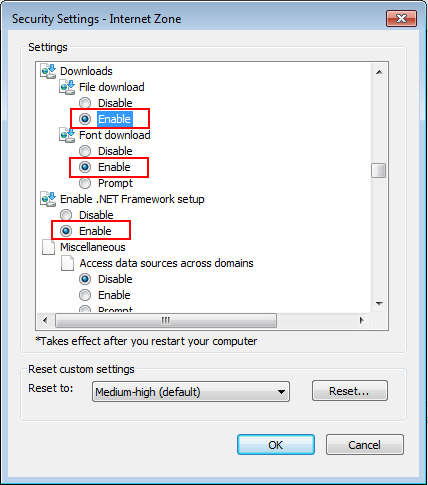 Security Settings - Internet Zone
Settings
Downloads
File download
Disable
Enable
Font download
Disable
Enable
Prompt
Enable .NET Framework setup
Disable
Enable
Miscellaneous
Access data sources across domains
Disable
Enable
Prompt
*Takes effect after you restart your computer
Reset custom settings
Reset to: Medium-high (default) Reset...
OK Cancel